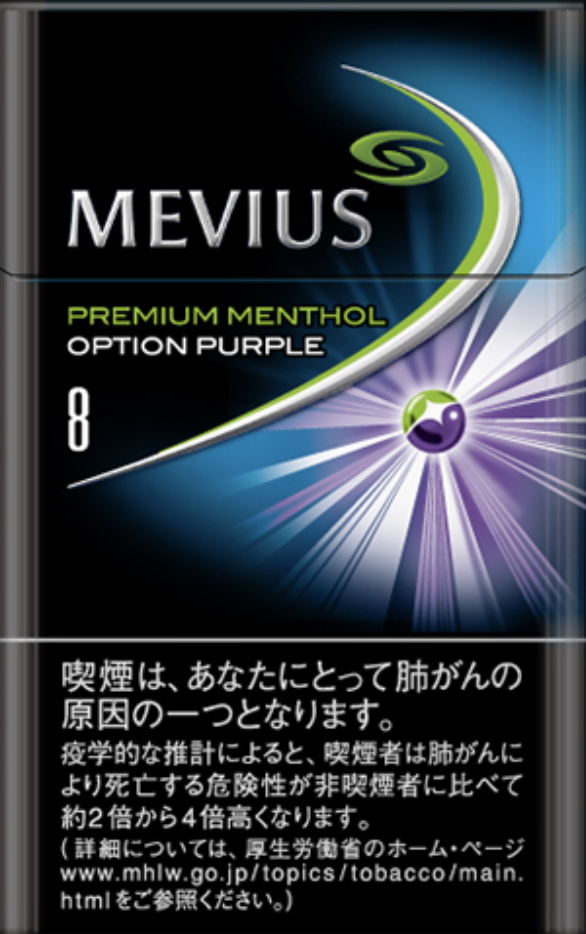 MEVIUS
PREMIUM MENTHOL
OPTION PURPLE
8
喫煙は、あなたにとって肺がんの
原因の一つとなります。
疫学的な推計によると、喫煙者は肺がんに
より死亡する危険性が非喫煙者に比べて
約2倍から4倍高くなります。
(詳細については、厚生労働省のホーム・ページ
www.mhlw.go.jp/topics/tobacco/main.
htmlをご参照ください。)